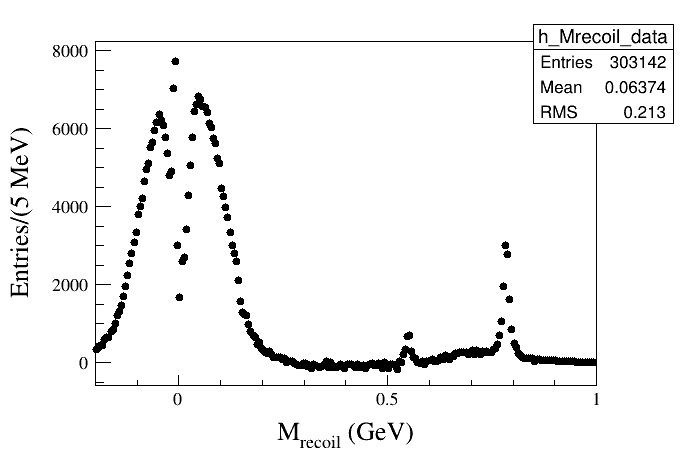 h_Mrecoil_data
Entries 303142
Mean 0.06374
RMS 0.213
Entries/(5 MeV)
8000
6000
4000
2000
0
0
0.5
1
M_recoil (GeV)